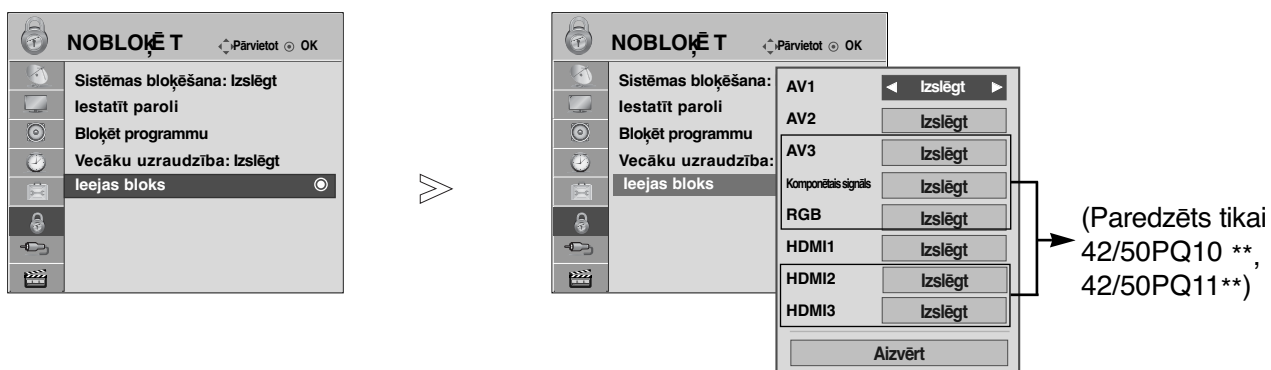 NOBLOĶĒ T Pārvietot OK
Sistēmas bloķēšana: Izslēgt
Iestatīt paroli
Bloķēt programmu
Vecāku uzraudzība: Izslēgt
Ieejas bloks
NOBLOĶĒ T Pārvietot OK
Sistēmas bloķēšana:
Iestatīt paroli
Bloķēt programmu
Vecāku uzraudzība:
Ieejas bloks
AV1 ◄ Izslēgt ►
AV2 Izslēgt
AV3 Izslēgt
Komponētais signāls Izslēgt
RGB Izslēgt
HDMI1 Izslēgt
HDMI2 Izslēgt
HDMI3 Izslēgt
Aizvērt
(Paredzēts tikai
42/50PQ10 **,
42/50PQ11**)